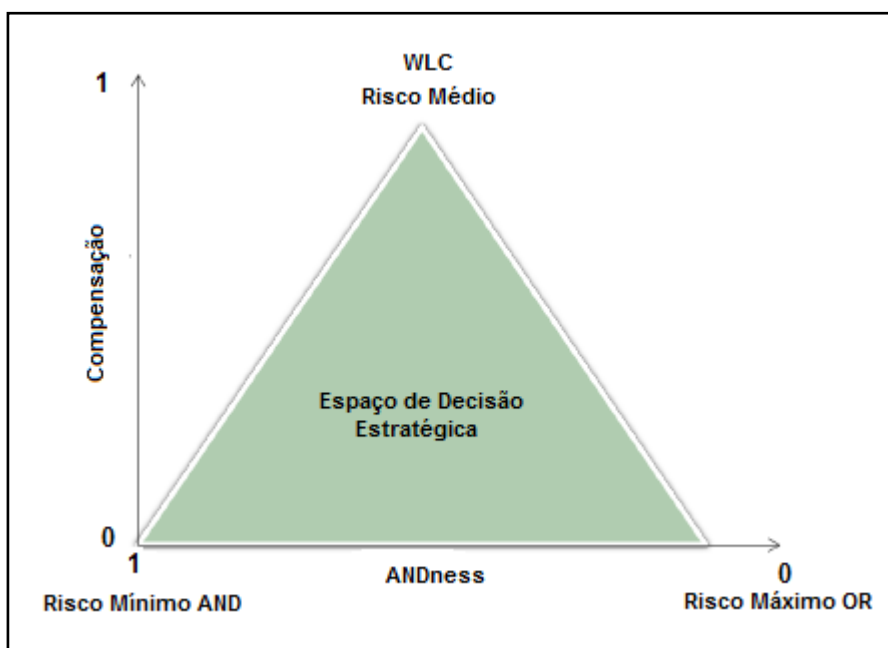 WLC
Risco Médio
1
Compensação
Espaço de Decisão
Estratégica
0
1
ANDness
0
Risco Mínimo AND
Risco Máximo OR